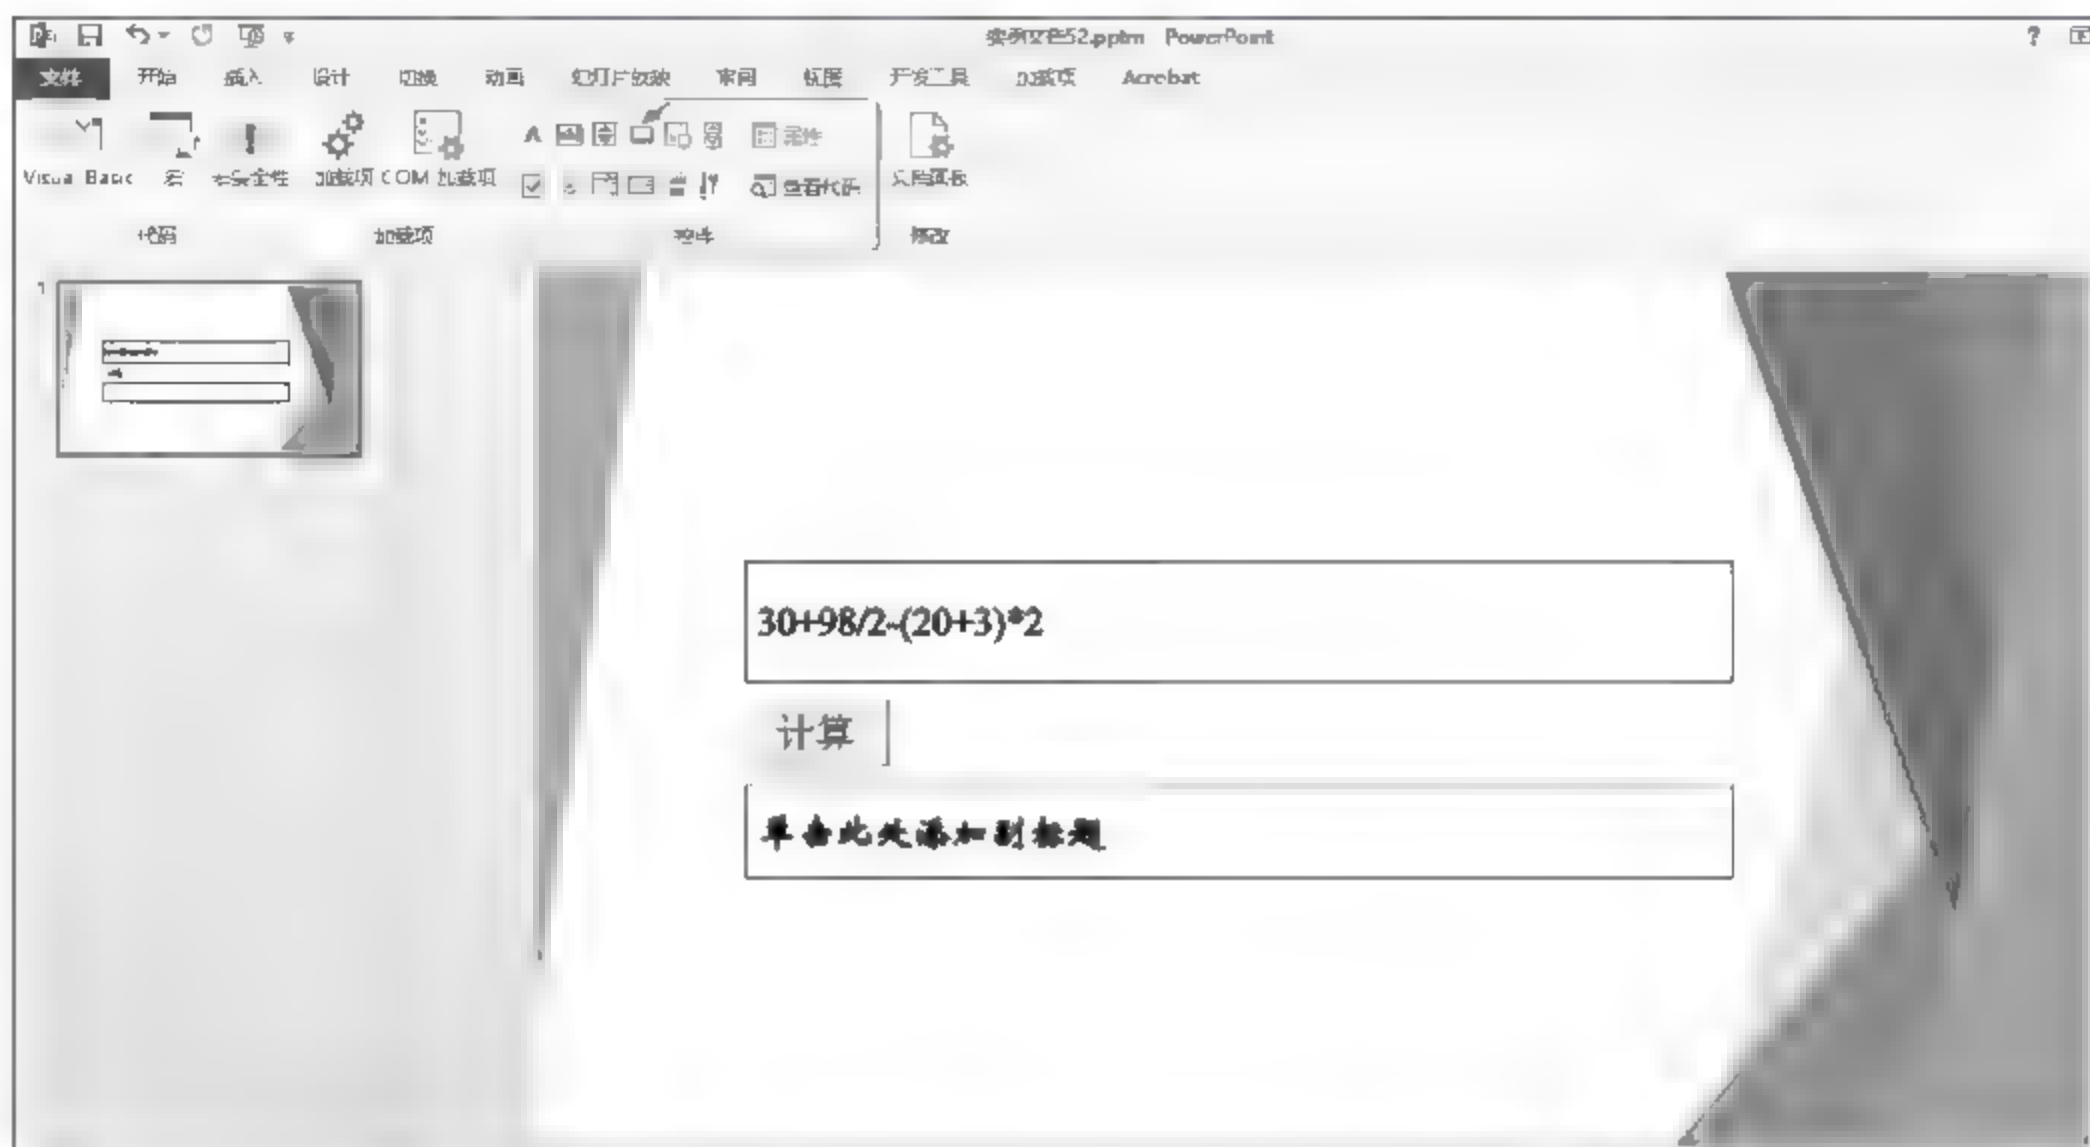 实例文档52.pptm PowerPoint
?
文件 开始 插入 设计 切换 动画 幻灯片放映 审阅 视图 开发工具 加载项 Acrobat
A 属性
Visual Basic 宏 宏安全性 加载项 COM 加载项 查看代码 文档面板
代码 加载项 控件 修改
1
30+98/2-(20+3)*2
计算
单击此处添加副标题